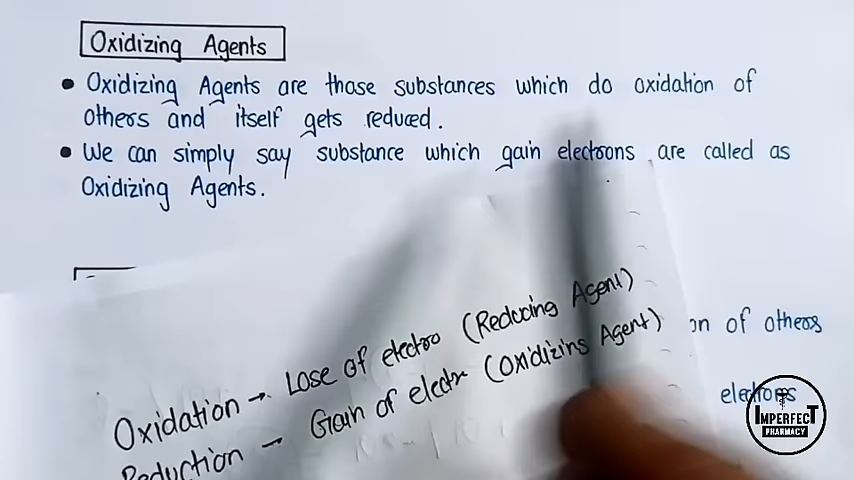 Oxidizing Agents
• Oxidizing Agents are those substances which do oxidation of
others and itself gets reduced.
• We can simply say substance which gain electrons are called as
Oxidizing Agents.
Oxidation → Lose of electro (Reducing Agent)
Reduction → Gain of electr (Oxidizing Agent)
on of others
electrons
IMPERFECT
PHARMACY